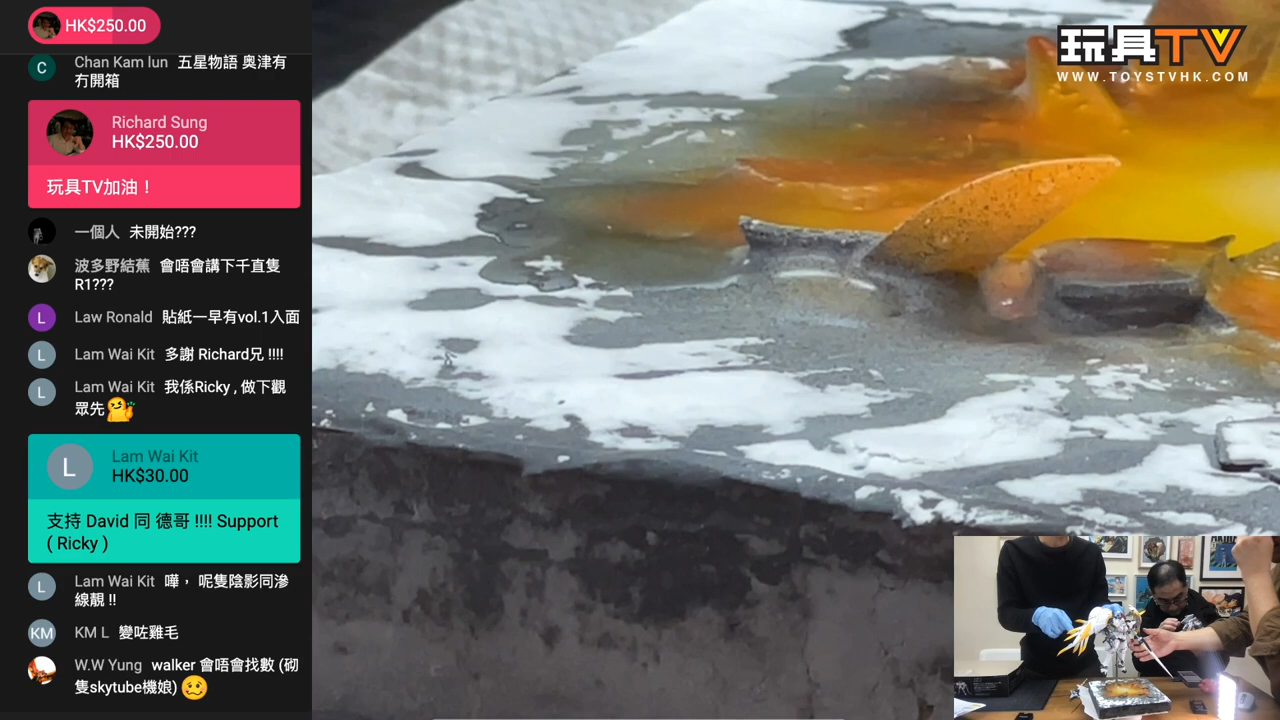 HK$250.00
C
Chan Kam lun 五星物語 奧津有
冇開箱
Richard Sung
HK$250.00
玩具TV加油！
一個人 未開始???
波多野結蕉 會唔會講下千直隻
R1???
L
Law Ronald 貼紙一早有vol.1入面
L
Lam Wai Kit 多謝 Richard兄 !!!!
L
Lam Wai Kit 我係Ricky , 做下觀
眾先
L
Lam Wai Kit
HK$30.00
支持 David 同 德哥 !!!! Support
( Ricky )
L
Lam Wai Kit 嘩， 呢隻陰影同滲
線靚 !!
KM
KM L 變咗雞毛
W.W Yung walker 會唔會找數 (砌
隻skytube機娘)
玩具TV
WWW.TOYSTVHK.COM